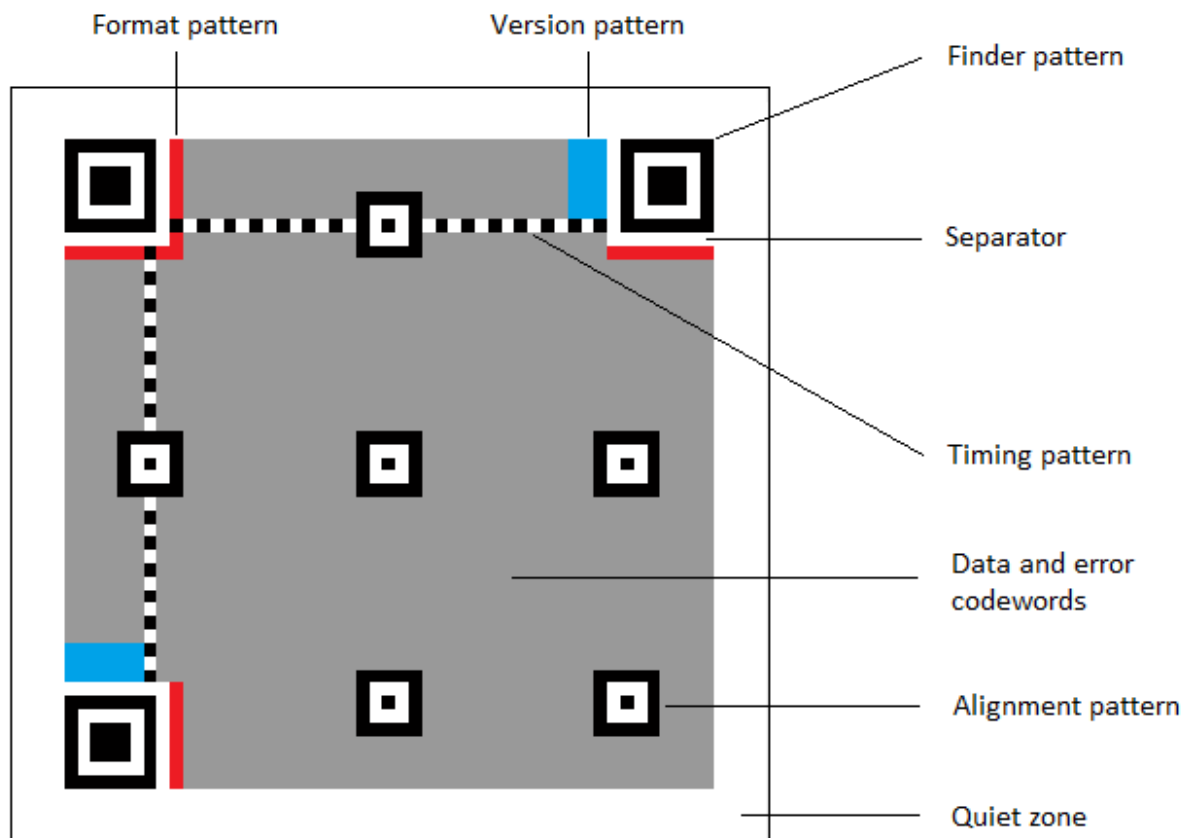 Format pattern
Version pattern
Finder pattern
Separator
Timing pattern
Data and error
codewords
Alignment pattern
Quiet zone